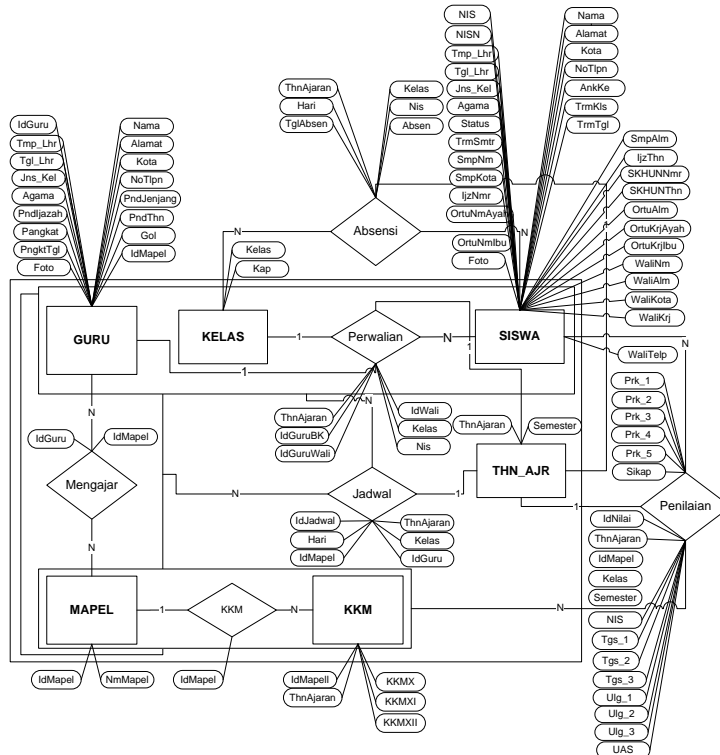 NIS
NISN
Tmp_Lhr
Tgl_Lhr
Jns_Kel
Agama
Status
TrmSmtr
SmpNm
SmpKota
IjzNmr
OrtuNmAyah
OrtuNmIbu
Foto
Nama
Alamat
Kota
NoTlpn
AnkKe
TrmKls
TrmTgl
SmpAlm
IjzThn
SKHUNNmr
SKHUNThn
OrtuAlm
OrtuKrjAyah
OrtuKrjIbu
WaliNm
WaliAlm
WaliKota
WaliKrj
WaliTelp
ThnAjaran
Hari
TglAbsen
Kelas
Nis
Absen
Absensi
N
N
IdGuru
Tmp_Lhr
Tgl_Lhr
Jns_Kel
Agama
PndIjazah
Pangkat
PngktTgl
Foto
Nama
Alamat
Kota
NoTlpn
PndJenjang
PndThn
Gol
IdMapel
Kelas
Kap
GURU
KELAS
1
Perwalian
N
SISWA
1
1
1
N
N
N
ThnAjaran
IdGuruBK
IdGuruWali
IdWali
Kelas
Nis
ThnAjaran
Semester
THN_AJR
Prk_1
Prk_2
Prk_3
Prk_4
Prk_5
Sikap
Penilaian
1
IdGuru
IdMapel
Mengajar
N
N
Jadwal
1
IdJadwal
Hari
IdMapel
ThnAjaran
Kelas
IdGuru
IdNilai
ThnAjaran
IdMapel
Kelas
Semester
NIS
Tgs_1
Tgs_2
Tgs_3
Ulg_1
Ulg_2
Ulg_3
UAS
MAPEL
1
KKM
N
KKM
N
IdMapel
NmMapel
IdMapel
IdMapell
ThnAjaran
KKMX
KKMXI
KKMXII